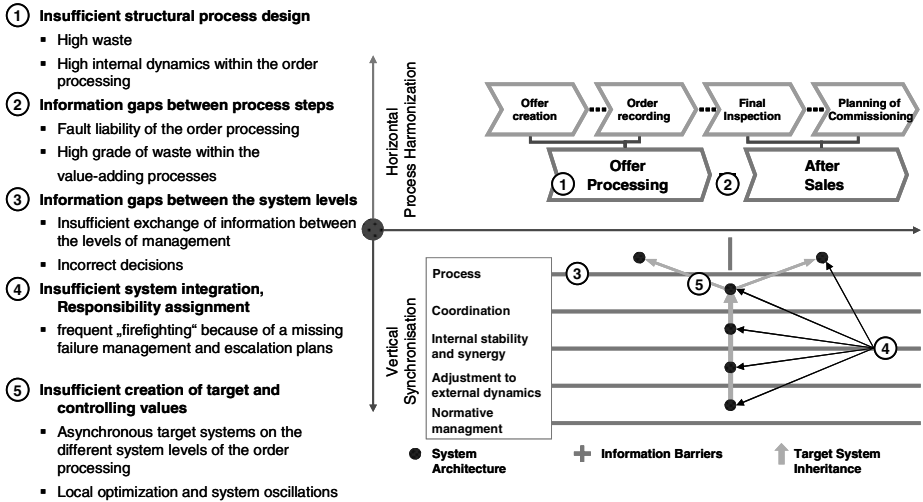 1 Insufficient structural process design
▪ High waste
▪ High internal dynamics within the order
processing
2 Information gaps between process steps
▪ Fault liability of the order processing
▪ High grade of waste within the
value-adding processes
3 Information gaps between the system levels
▪ Insufficient exchange of information between
the levels of management
▪ Incorrect decisions
4 Insufficient system integration,
Responsibility assignment
▪ frequent „firefighting“ because of a missing
failure management and escalation plans
5 Insufficient creation of target and
controlling values
▪ Asynchronous target systems on the
different system levels of the order
processing
▪ Local optimization and system oscillations
Horizontal
Process Harmonization
Vertical
Synchronisation
Offer
creation
Order
recording
Final
Inspection
Planning of
Commissioning
1
Offer
Processing
2
After
Sales
Process
Coordination
Internal stability
and synergy
Adjustment to
external dynamics
Normative
managment
3
5
4
System
Architecture
Information Barriers
Target System
Inheritance